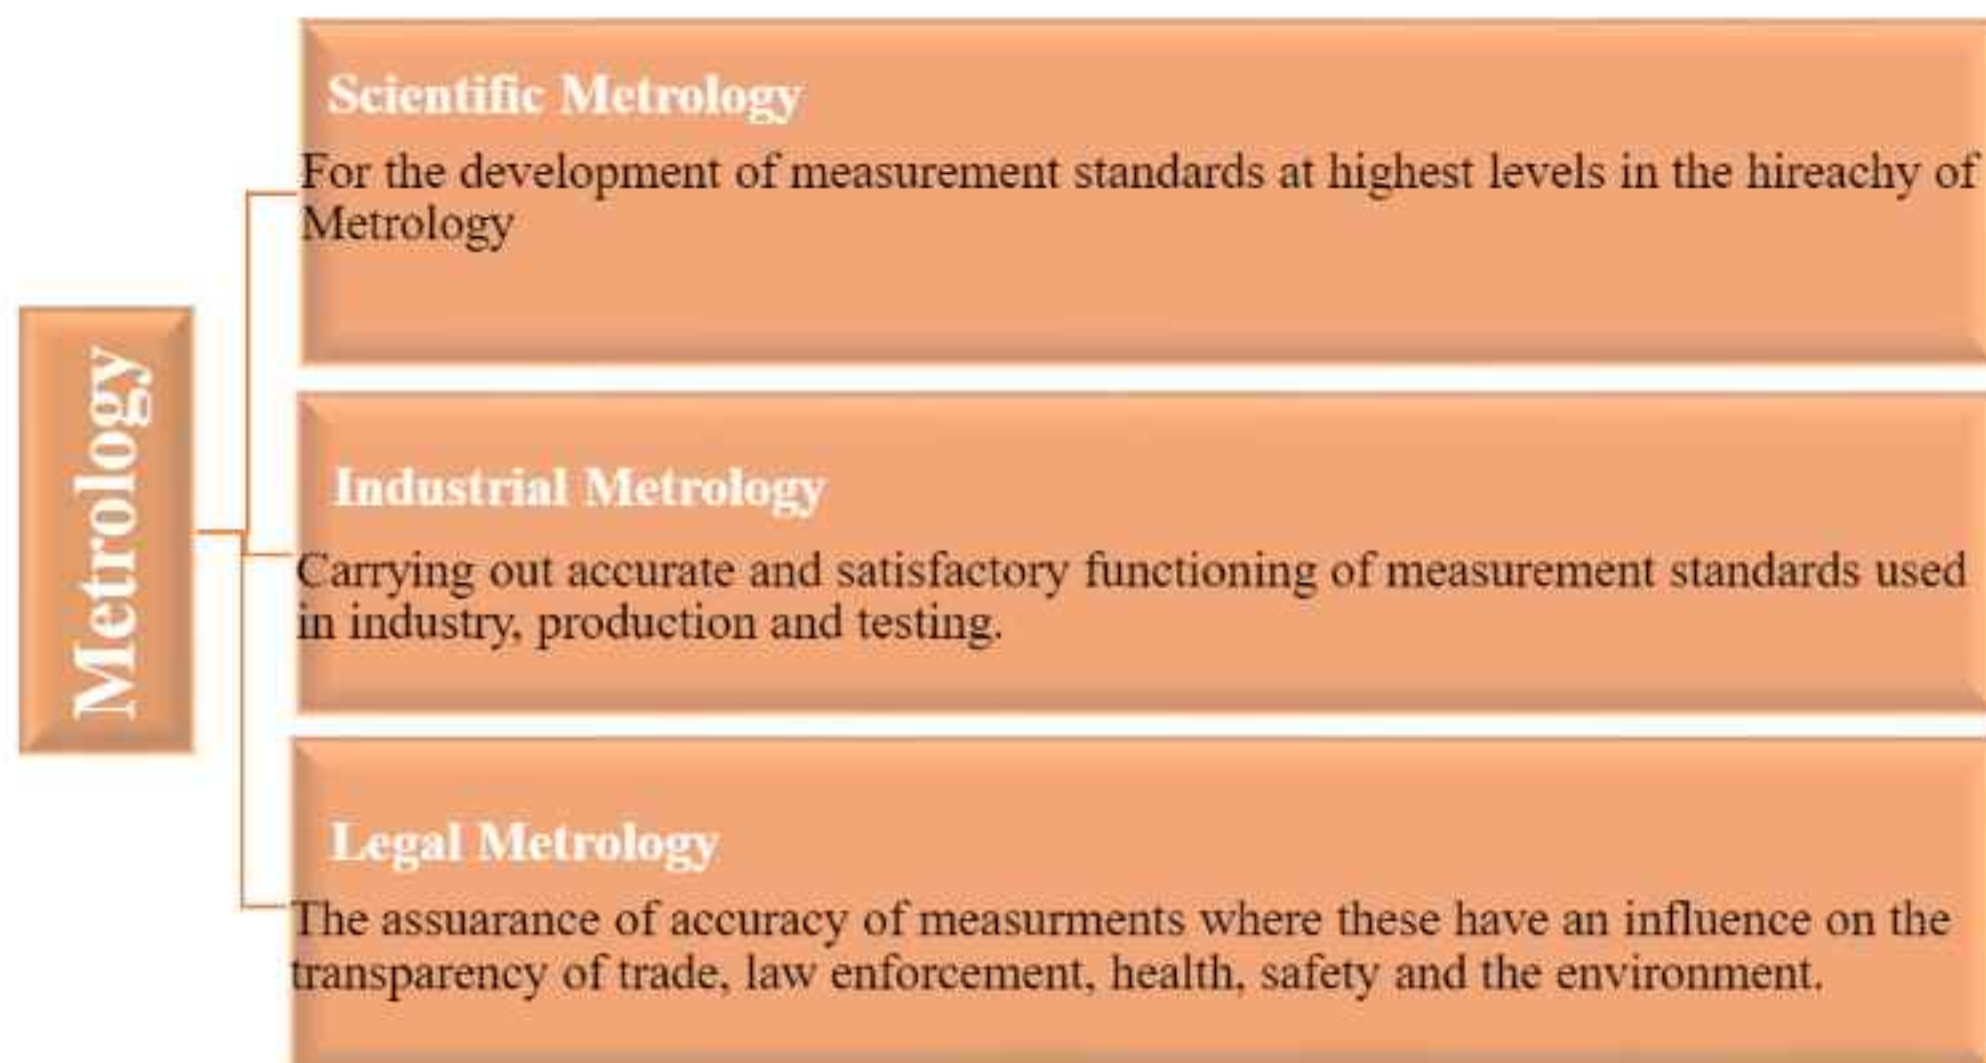 Metrology
Scientific Metrology
For the development of measurement standards at highest levels in the hireachy of
Metrology
Industrial Metrology
Carrying out accurate and satisfactory functioning of measurement standards used
in industry, production and testing.
Legal Metrology
The assuarance of accuracy of measurments where these have an influence on the
transparency of trade, law enforcement, health, safety and the environment.